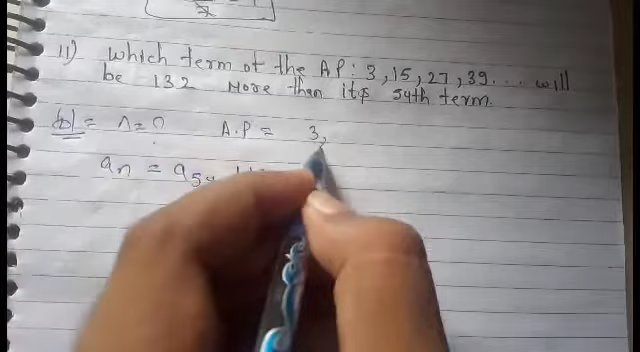 11) Which term of the AP: 3, 15, 27, 39... will
be 132 More than its 54th term.
Sol = n = ?      A.P = 3,
an = a54